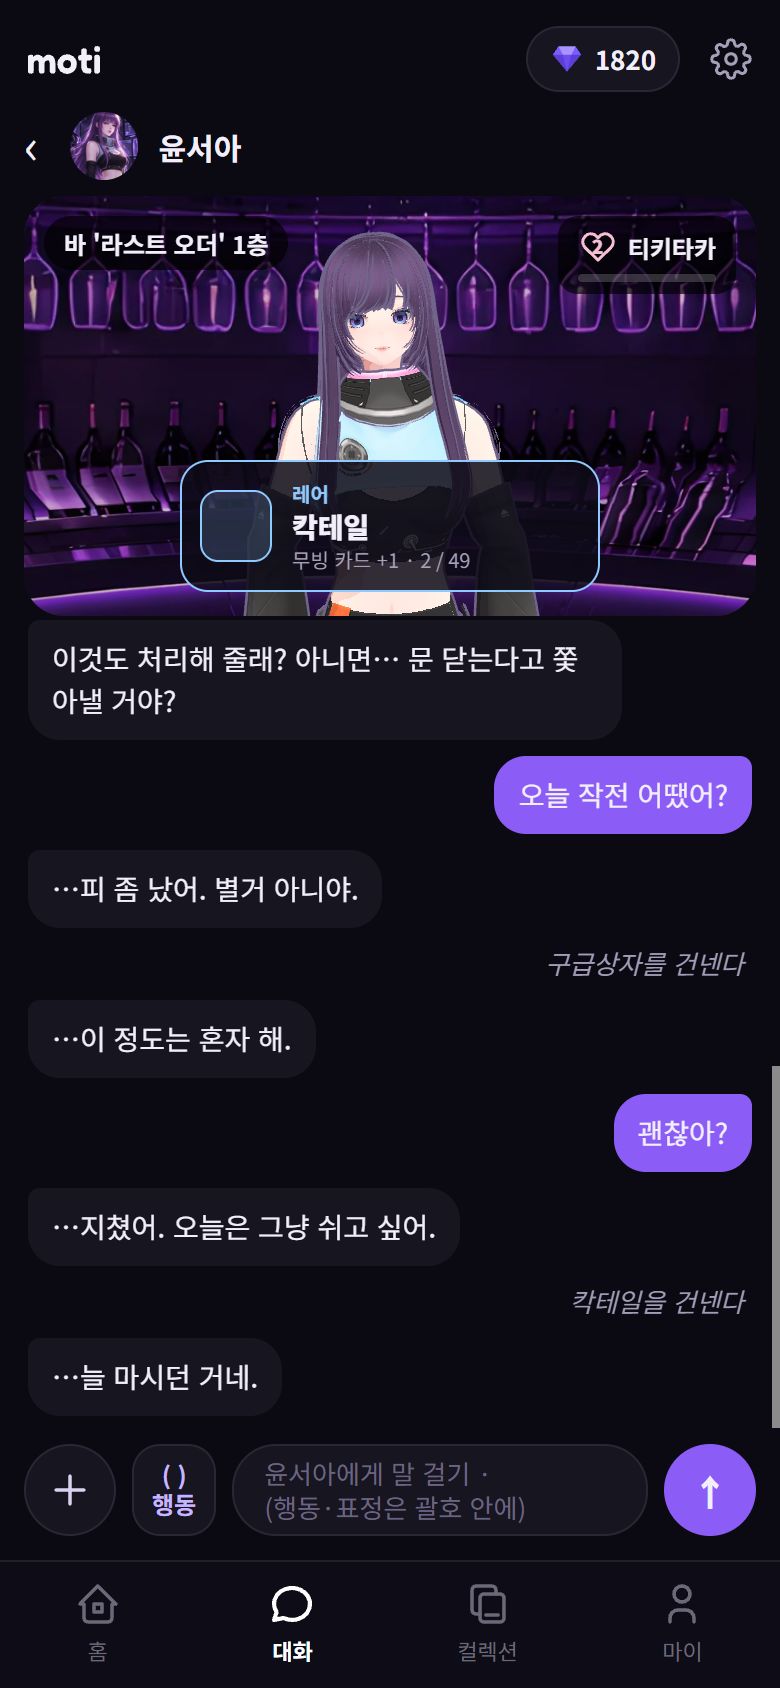 moti
1820
윤서아
바 '라스트 오더' 1층
2 티키타카
레어
칵테일
무빙 카드 +1 · 2 / 49
이것도 처리해 줄래? 아니면… 문 닫는다고 쫓
아낼 거야?
오늘 작전 어땠어?
…피 좀 났어. 별거 아니야.
구급상자를 건넨다
…이 정도는 혼자 해.
괜찮아?
…지쳤어. 오늘은 그냥 쉬고 싶어.
칵테일을 건넨다
…늘 마시던 거네.
( )
행동
윤서아에게 말 걸기 ·
(행동·표정은 괄호 안에)
홈
대화
컬렉션
마이